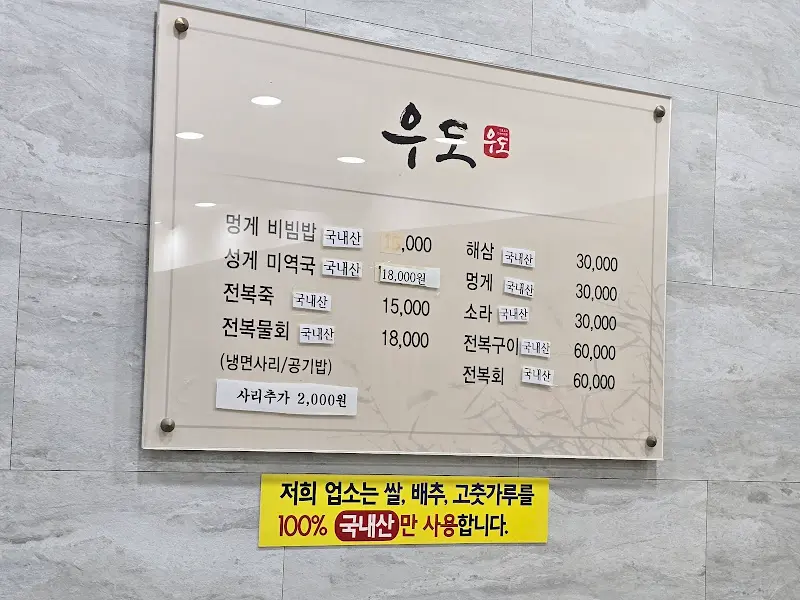 우도 우도
멍게 비빔밥 국내산 15,000
성게 미역국 국내산 18,000원
전복죽 국내산 15,000
전복물회 국내산 18,000
(냉면사리/공기밥)
사리추가 2,000원
해삼 국내산 30,000
멍게 국내산 30,000
소라 국내산 30,000
전복구이 국내산 60,000
전복회 국내산 60,000
저희 업소는 쌀, 배추, 고춧가루를
100% 국내산만 사용합니다.